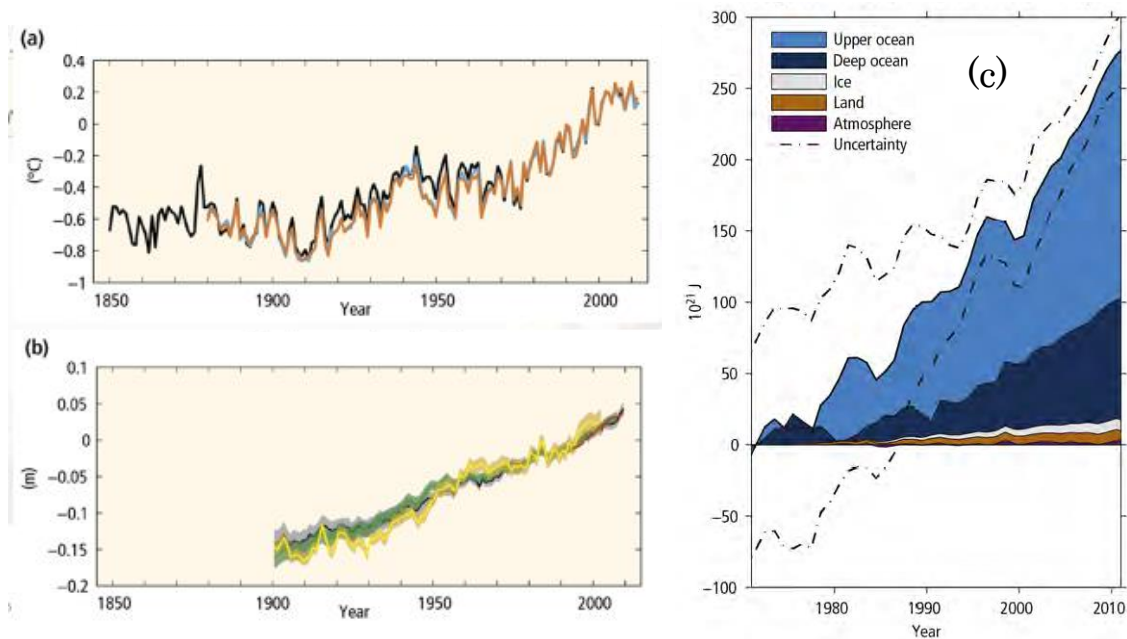 (a)
0.4
0.2
0
−0.2
−0.4
−0.6
−0.8
−1
(°C)
1850
1900
1950
2000
Year
(b)
0.1
0.05
0
−0.05
−0.1
−0.15
−0.2
(m)
1850
1900
1950
2000
Year
(c)
Upper ocean
Deep ocean
Ice
Land
Atmosphere
Uncertainty
300
250
200
150
100
50
0
−50
−100
10²¹ J
1980
1990
2000
2010
Year